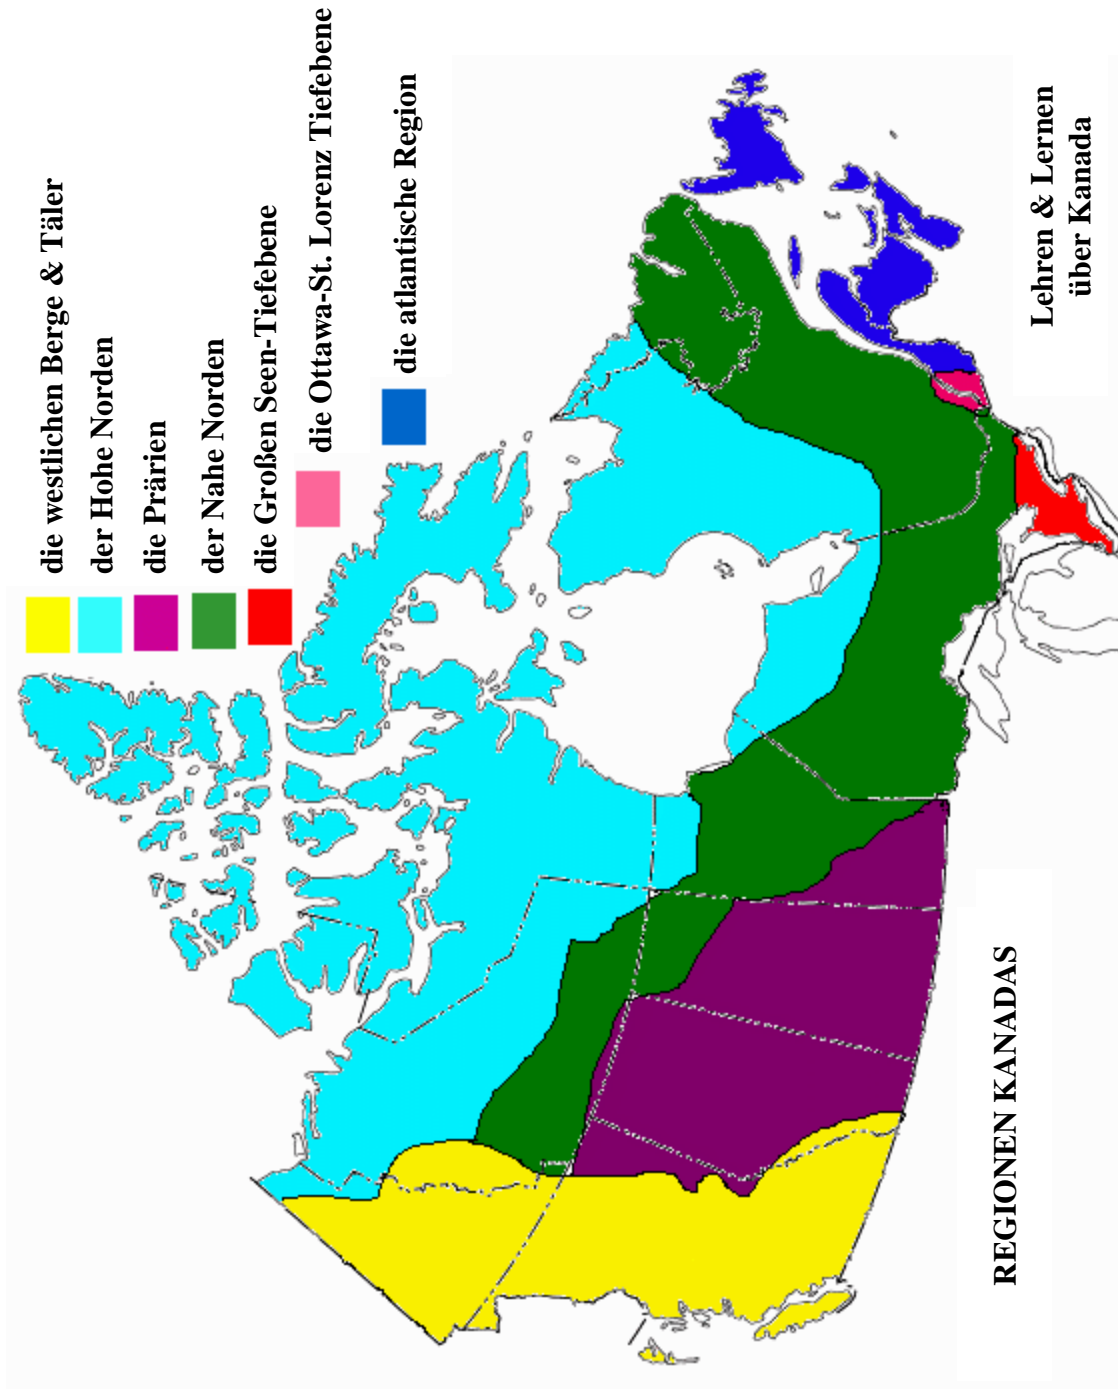 die westlichen Berge & Täler
der Hohe Norden
die Prärien
der Nahe Norden
die Großen Seen-Tiefebene
die Ottawa-St. Lorenz Tiefebene
die atlantische Region
REGIONEN KANADAS
Lehren & Lernen
über Kanada